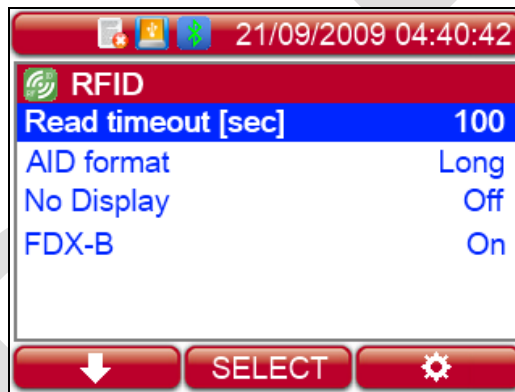 21/09/2009 04:40:42
RFID
Read timeout [sec] 100
AID format Long
No Display Off
FDX-B On
SELECT